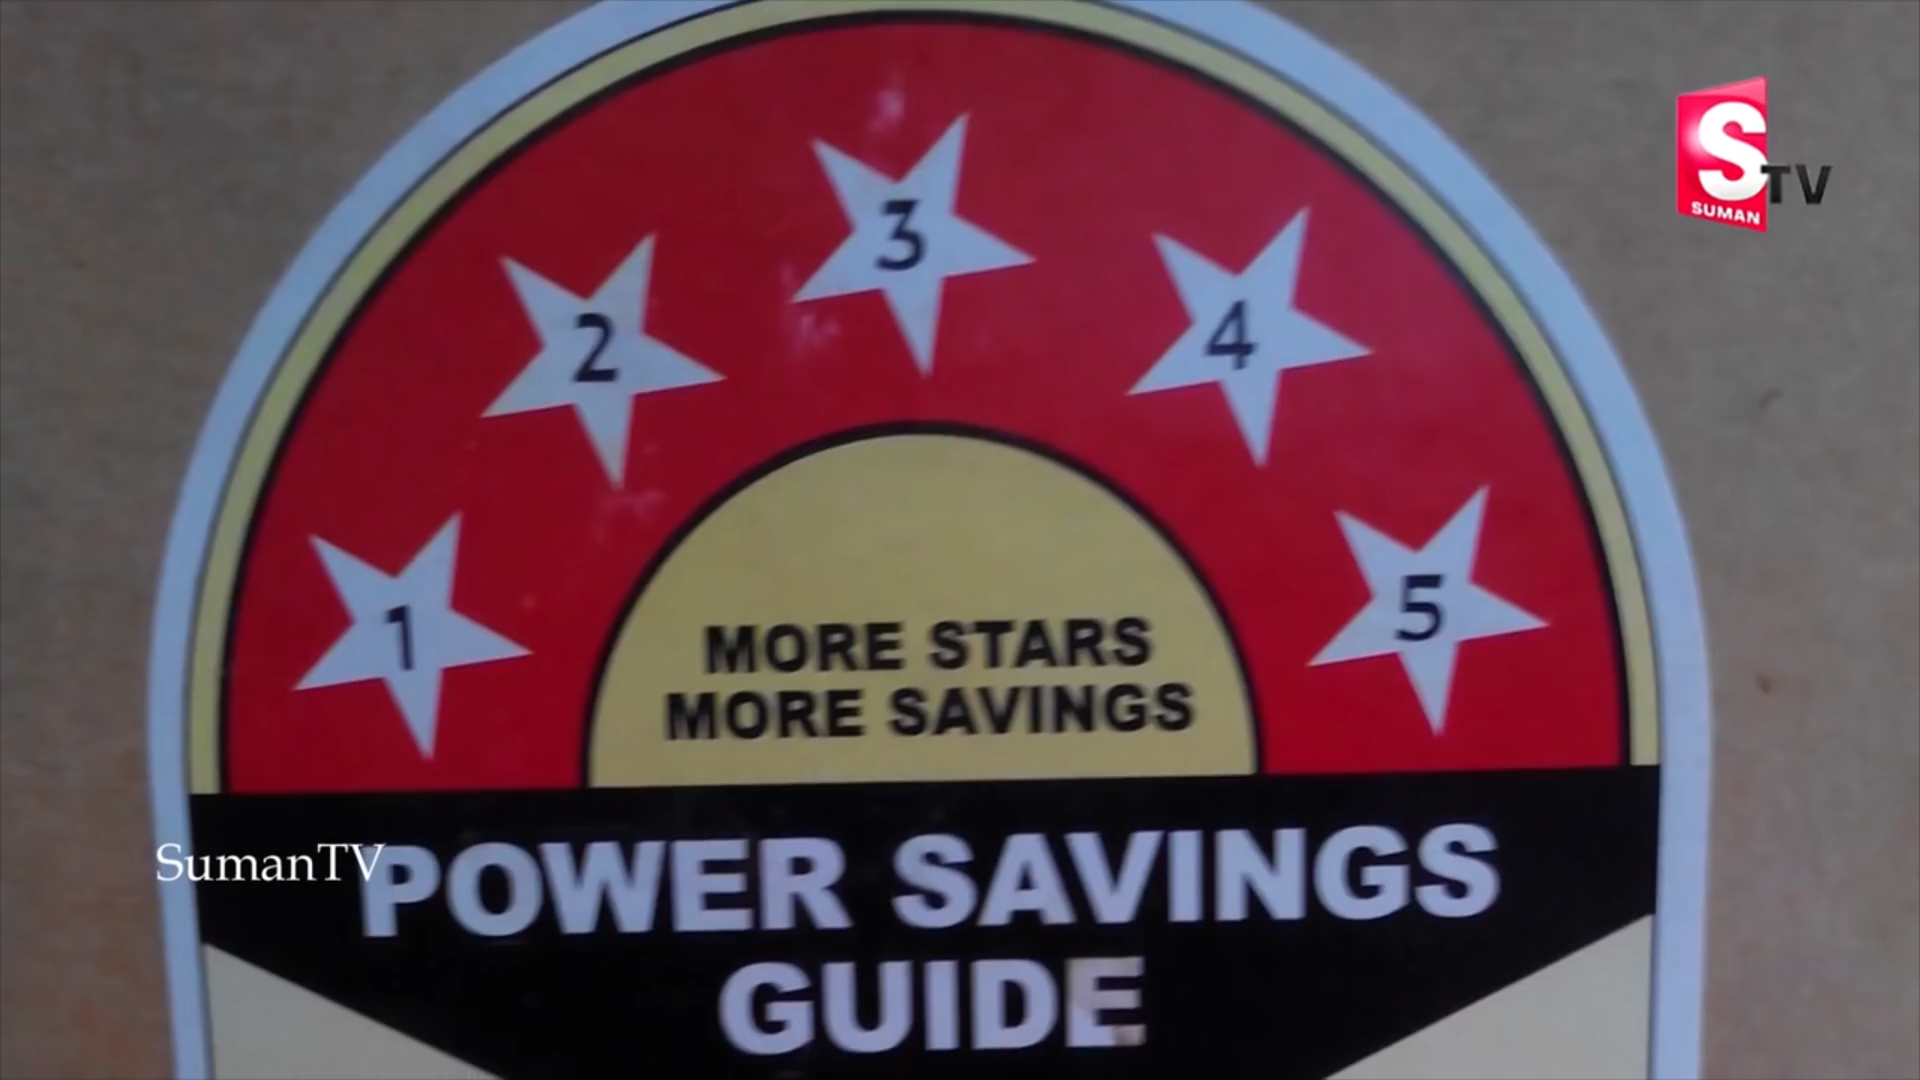 3
2
4
1
5
MORE STARS
MORE SAVINGS
POWER SAVINGS
GUIDE
SumanTV
S TV
SUMAN